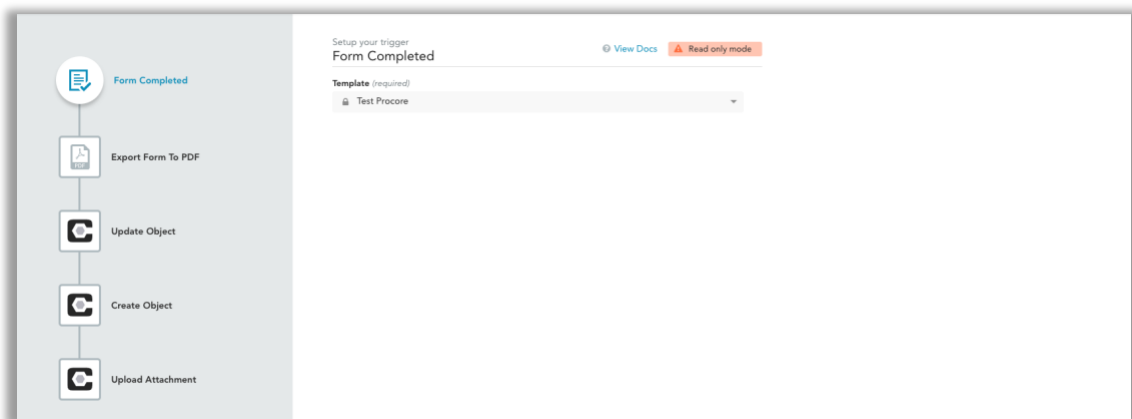 Form Completed
Export Form To PDF
Update Object
Create Object
Upload Attachment
Setup your trigger
Form Completed
View Docs
Read only mode
Template (required)
Test Procore